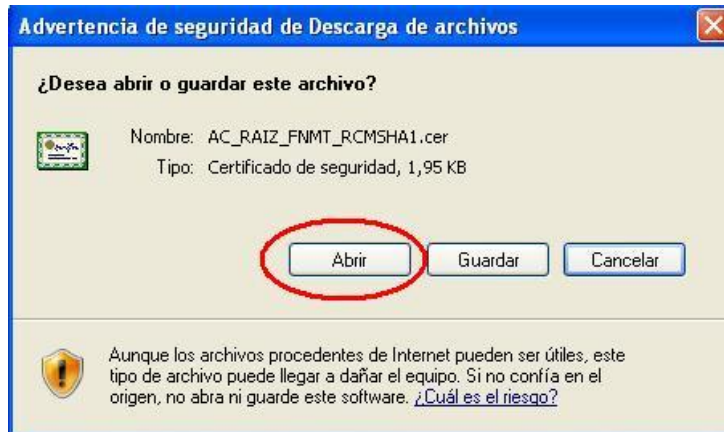 Advertencia de seguridad de Descarga de archivos
¿Desea abrir o guardar este archivo?
Nombre: AC_RAIZ_FNMT_RCMSHA1.cer
Tipo: Certificado de seguridad, 1,95 KB
Abrir Guardar Cancelar
Aunque los archivos procedentes de Internet pueden ser útiles, este
tipo de archivo puede llegar a dañar el equipo. Si no confía en el
origen, no abra ni guarde este software. ¿Cuál es el riesgo?